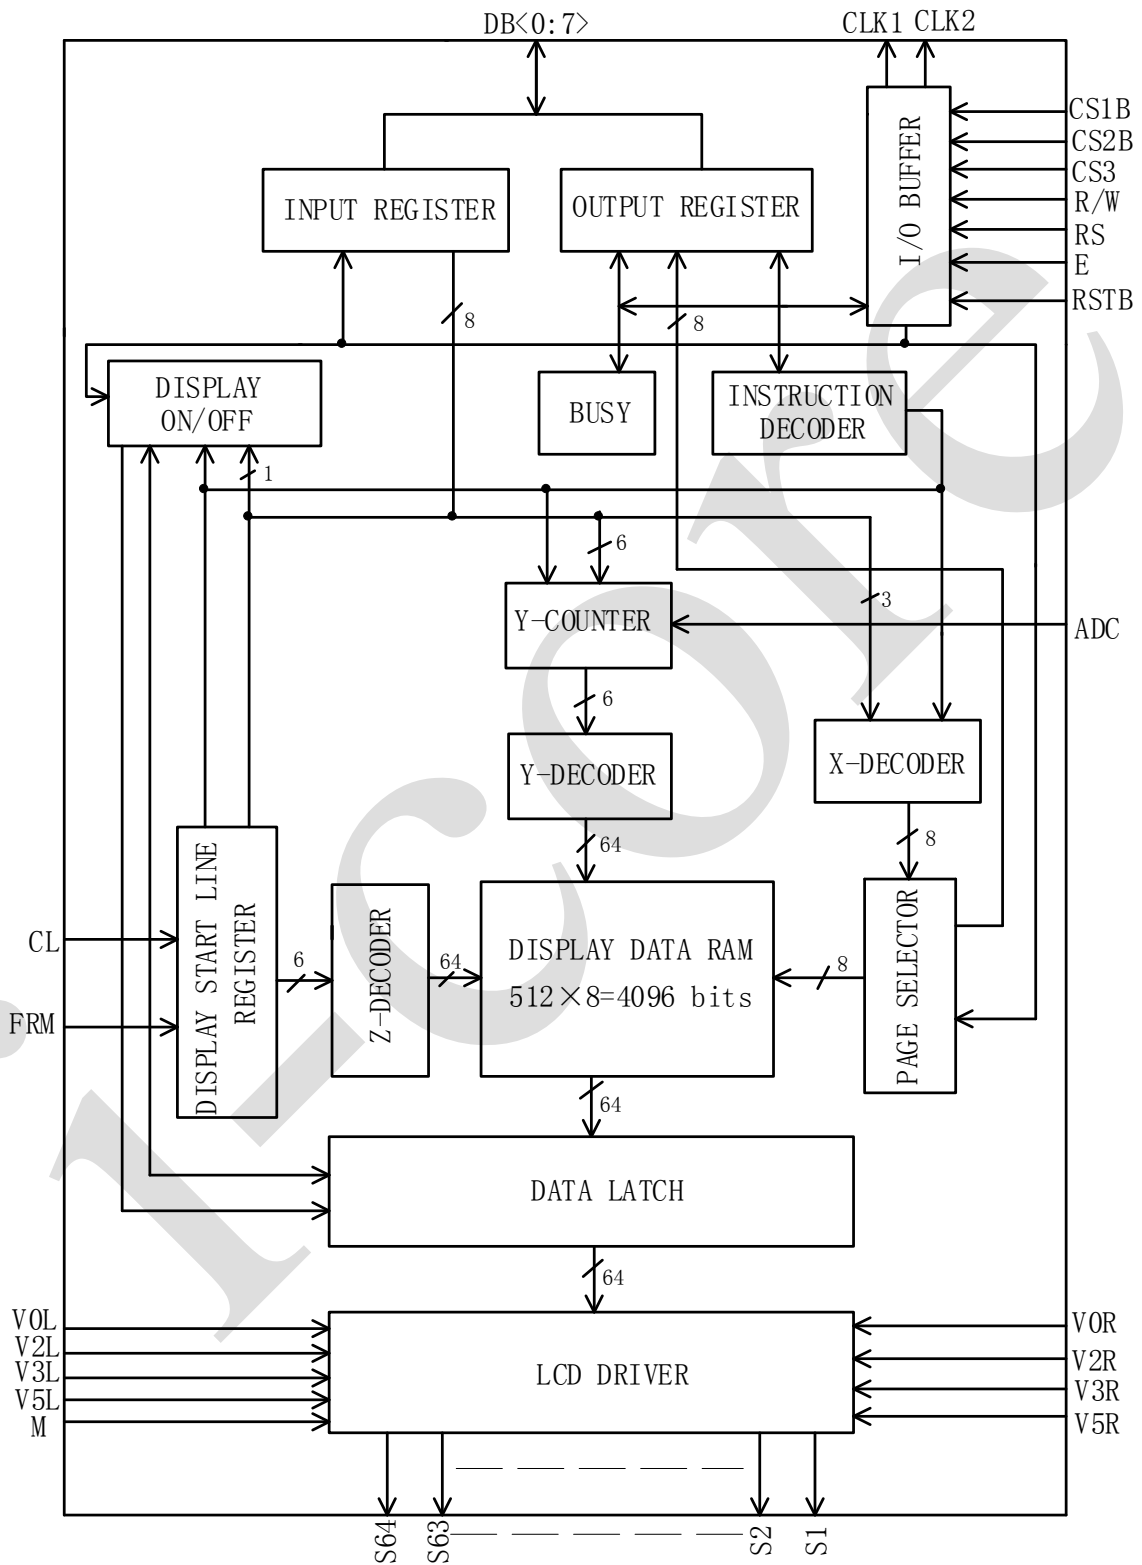 DB<0:7>
CLK1
CLK2
INPUT REGISTER
OUTPUT REGISTER
I/O BUFFER
CS1B
CS2B
CS3
R/W
RS
E
RSTB
8
8
DISPLAY
ON/OFF
BUSY
INSTRUCTION
DECODER
1
6
3
Y-COUNTER
ADC
6
Y-DECODER
X-DECODER
64
8
CL
FRM
DISPLAY START LINE
REGISTER
6
Z-DECODER
64
DISPLAY DATA RAM
512×8=4096 bits
8
PAGE SELECTOR
64
DATA LATCH
64
V0L
V2L
V3L
V5L
M
LCD DRIVER
V0R
V2R
V3R
V5R
S64
S63
S2
S1
i-core